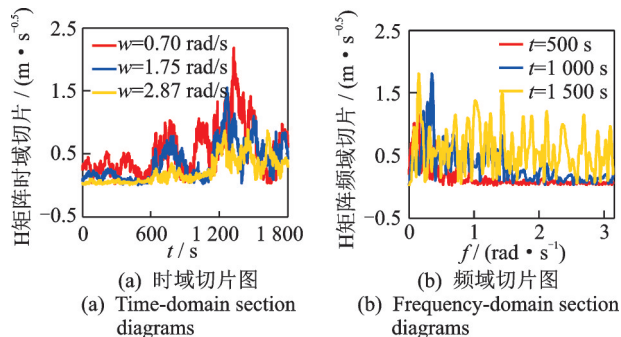 H矩阵时域切片 / (m · s⁻⁰·⁵)
2.5
1.5
0.5
−0.5
w=0.70 rad/s
w=1.75 rad/s
w=2.87 rad/s
0 600 1 200 1 800
t / s
(a) 时域切片图
(a) Time-domain section
diagrams
H矩阵频域切片 / (m · s⁻⁰·⁵)
2.5
1.5
0.5
−0.5
t=500 s
t=1 000 s
t=1 500 s
0 1 2 3
f / (rad · s⁻¹)
(b) 频域切片图
(b) Frequency-domain section
diagrams